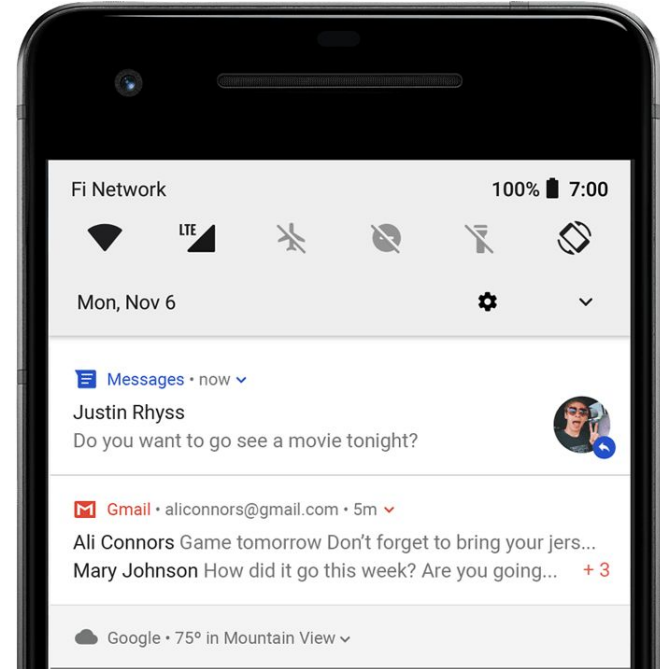 Fi Network 100% 7:00
LTE
Mon, Nov 6
Messages • now
Justin Rhyss
Do you want to go see a movie tonight?
Gmail • aliconnors@gmail.com • 5m
Ali Connors Game tomorrow Don't forget to bring your jers...
Mary Johnson How did it go this week? Are you going... + 3
Google • 75º in Mountain View